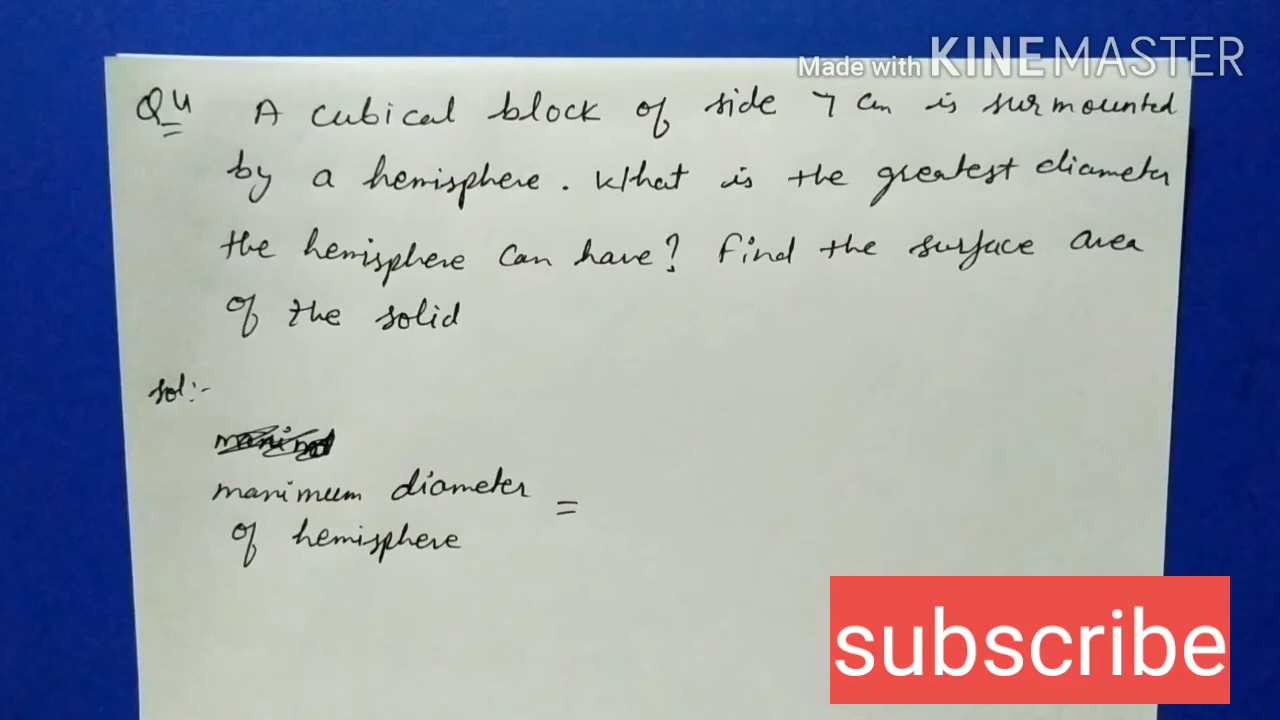 Made with KINEMASTER
Q4 A cubical block of side 7 cm is surmounted
by a hemisphere. What is the greatest diameter
the hemisphere can have? Find the surface area
of the solid
Sol:-
maximum diameter
of hemisphere =
subscribe